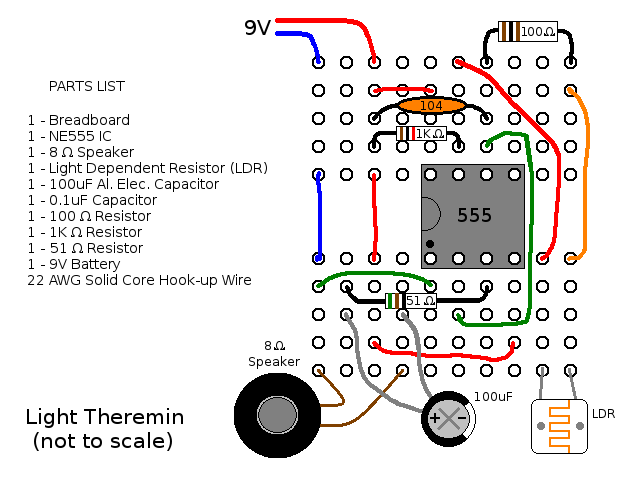 9V
100Ω
PARTS LIST
104
1 - Breadboard
1 - NE555 IC
1KΩ
1 - 8 Ω Speaker
1 - Light Dependent Resistor (LDR)
1 - 100uF Al. Elec. Capacitor
1 - 0.1uF Capacitor
1 - 100 Ω Resistor
555
1 - 1K Ω Resistor
1 - 51 Ω Resistor
1 - 9V Battery
22 AWG Solid Core Hook-up Wire
51 Ω
8Ω
Speaker
100uF
+ -
LDR
Light Theremin
(not to scale)